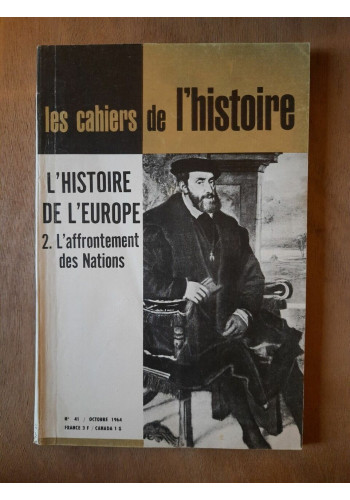 les cahiers de l'histoire
L'HISTOIRE
DE L'EUROPE
2. L'affrontement
des Nations
N° 41 / OCTOBRE 1964
FRANCE 3 F / CANADA 1 $